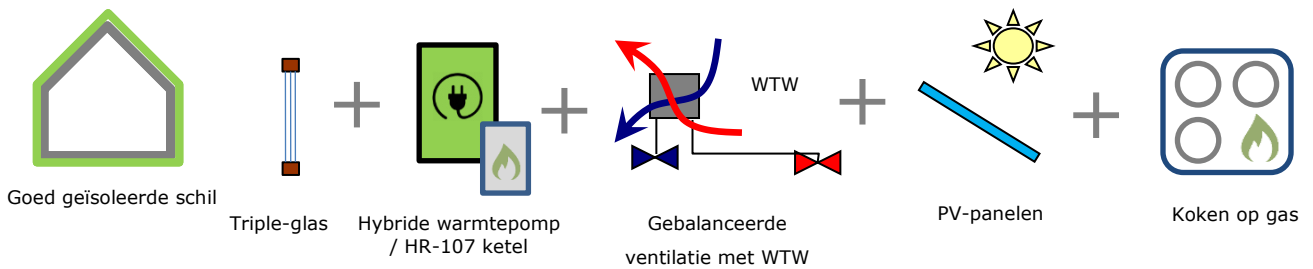 WTW
Goed geïsoleerde schil
Triple-glas
Hybride warmtepomp
/ HR-107 ketel
Gebalanceerde
ventilatie met WTW
PV-panelen
Koken op gas